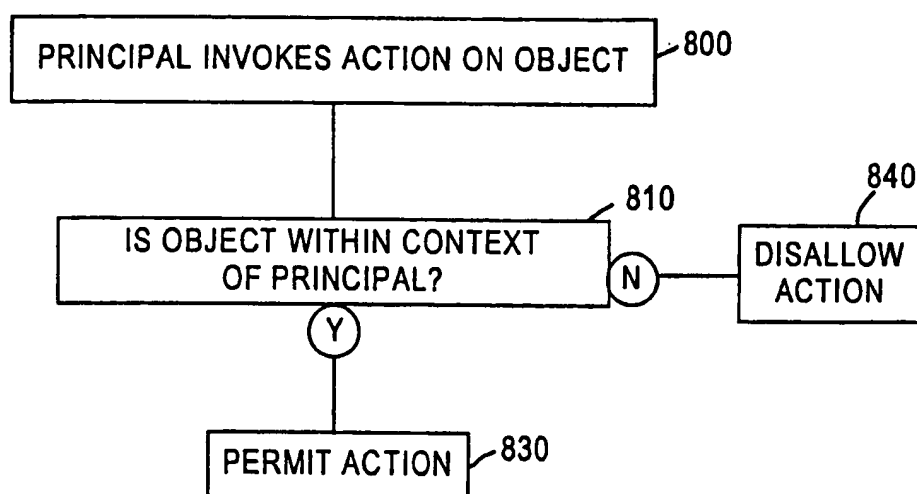 PRINCIPAL INVOKES ACTION ON OBJECT
800
810
IS OBJECT WITHIN CONTEXT
OF PRINCIPAL?
N
840
DISALLOW
ACTION
Y
PERMIT ACTION
830